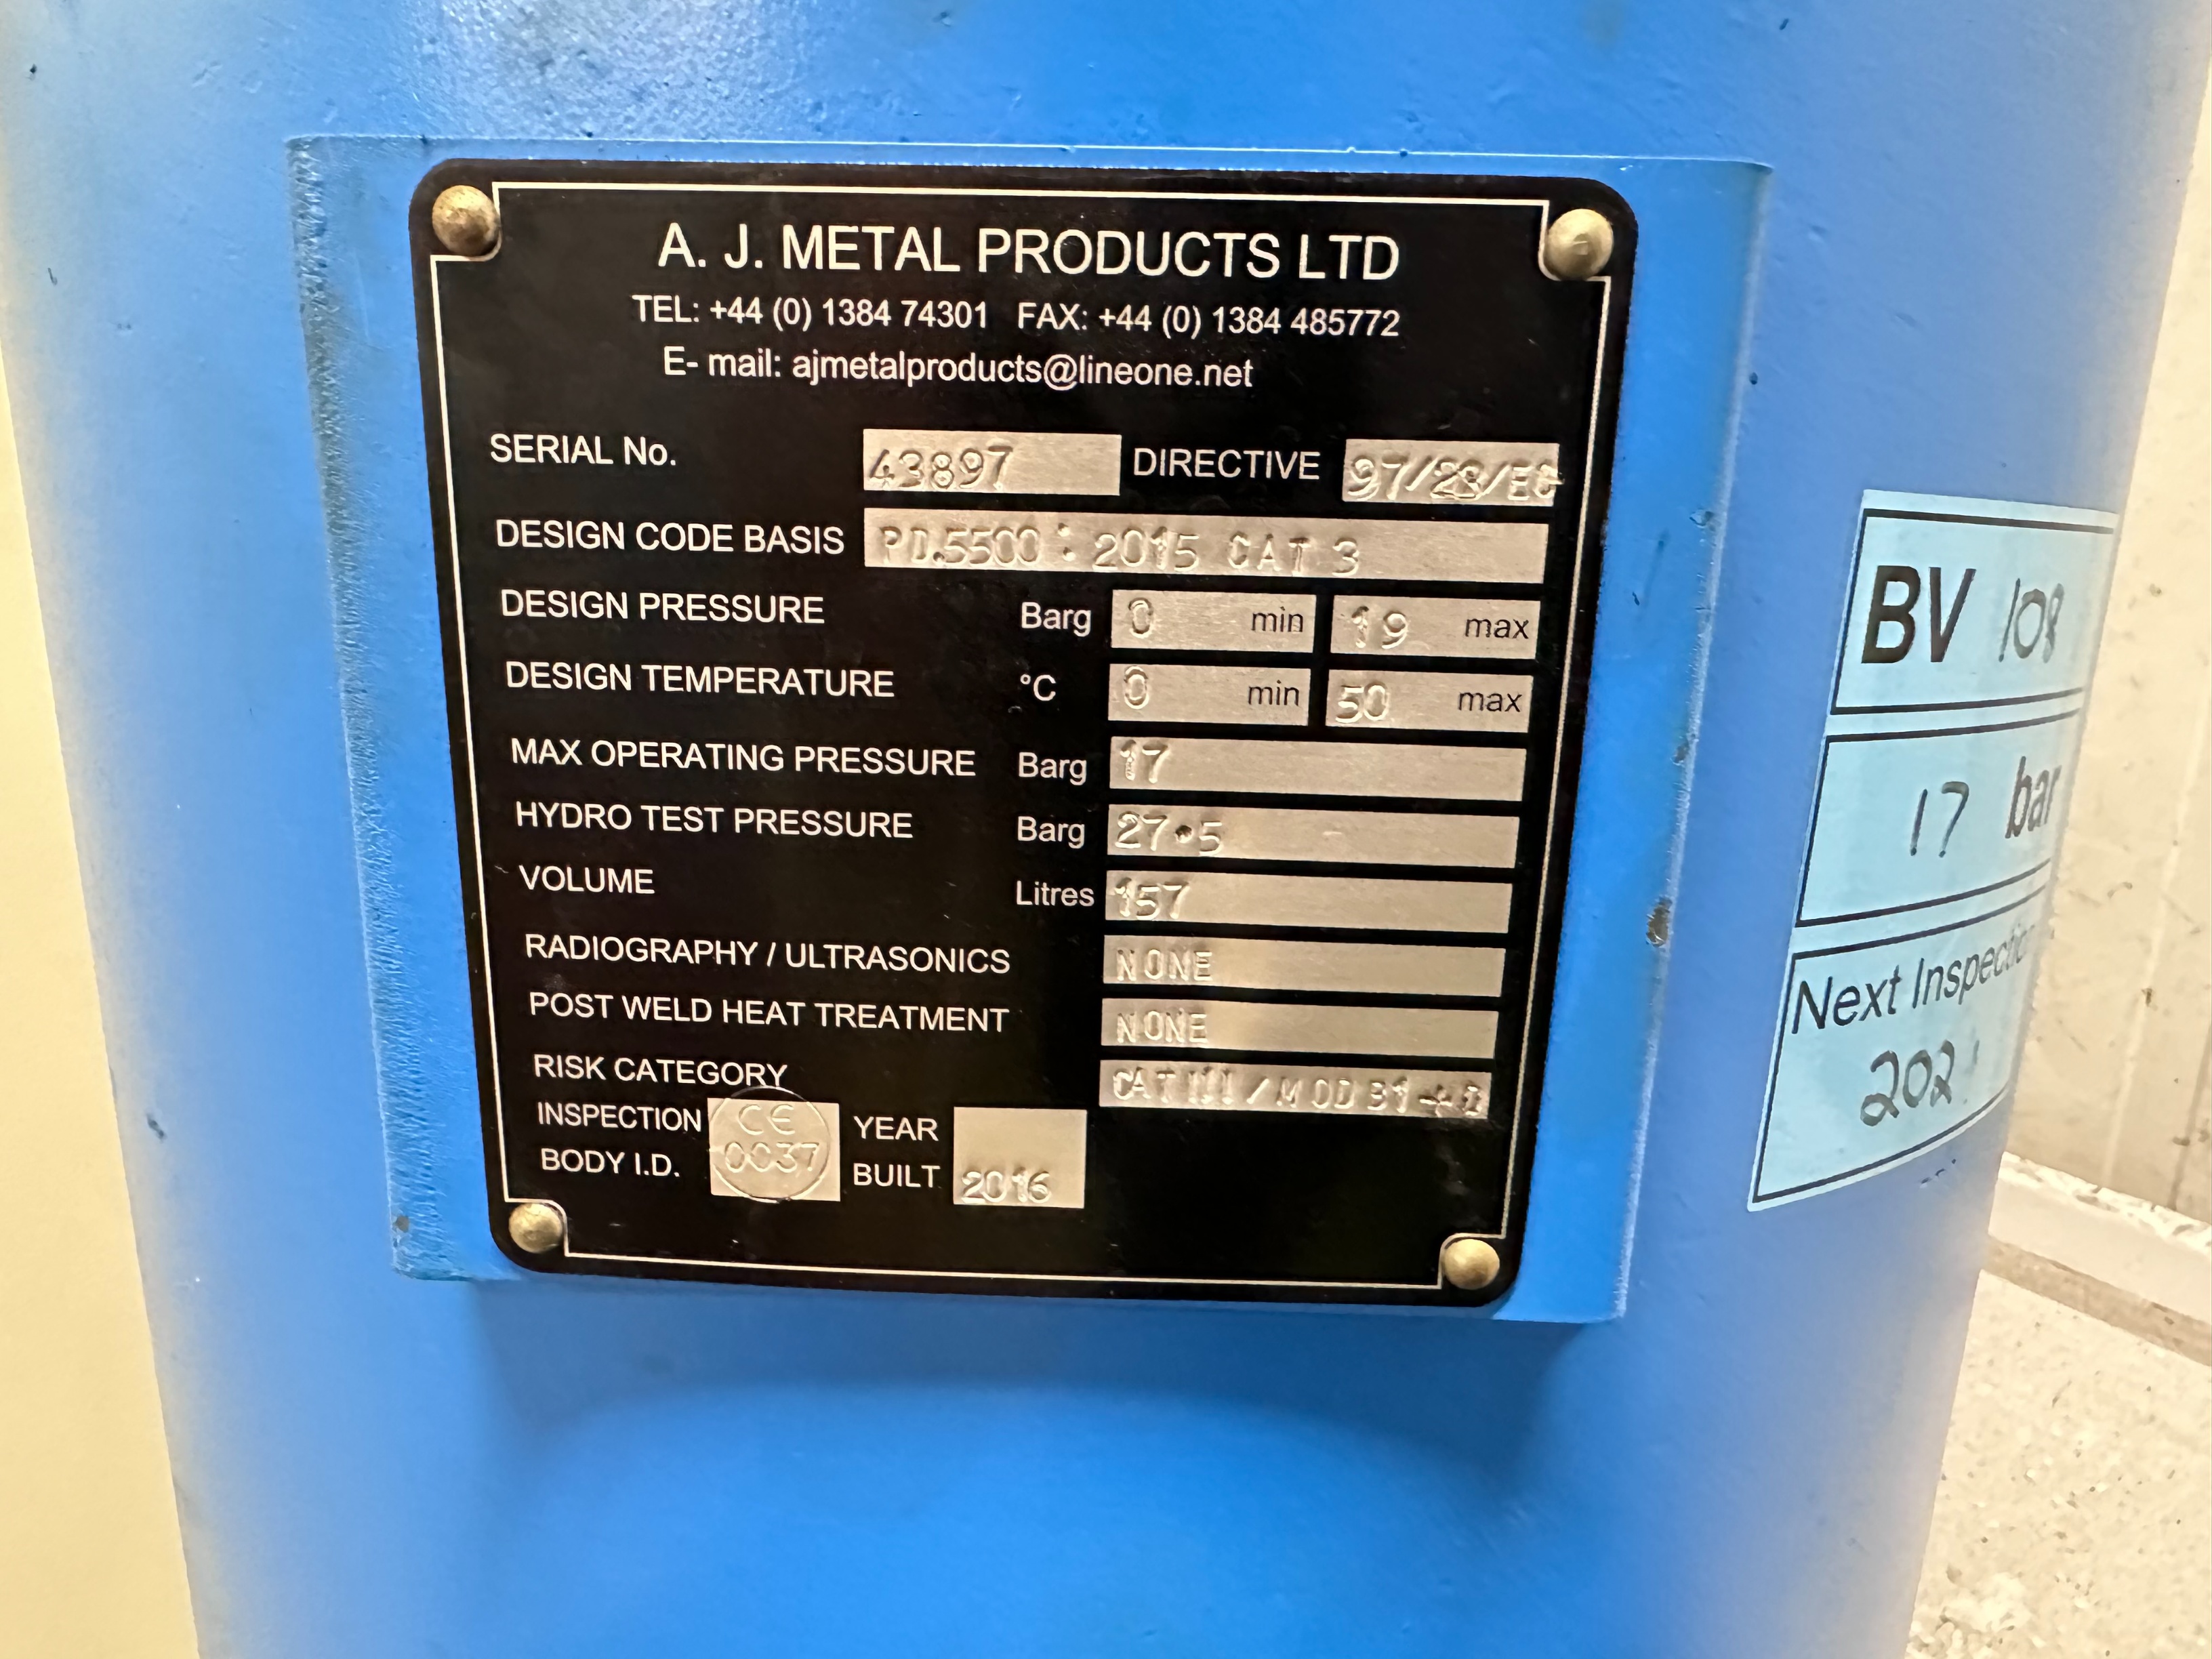 A. J. METAL PRODUCTS LTD
TEL: +44 (0) 1384 74301 FAX: +44 (0) 1384 485772
E- mail: ajmetalproducts@lineone.net
SERIAL No. 43897 DIRECTIVE 97/23/EC
DESIGN CODE BASIS PD.5500:2015 CAT 3
DESIGN PRESSURE Barg 0 min 19 max
DESIGN TEMPERATURE °C 0 min 50 max
MAX OPERATING PRESSURE Barg 17
HYDRO TEST PRESSURE Barg 27.5
VOLUME Litres 157
RADIOGRAPHY / ULTRASONICS NONE
POST WELD HEAT TREATMENT NONE
RISK CATEGORY CAT III/MOD B1+D
INSPECTION BODY I.D. CE 0037 YEAR BUILT 2016
BV 108
17 bar
Next Inspection